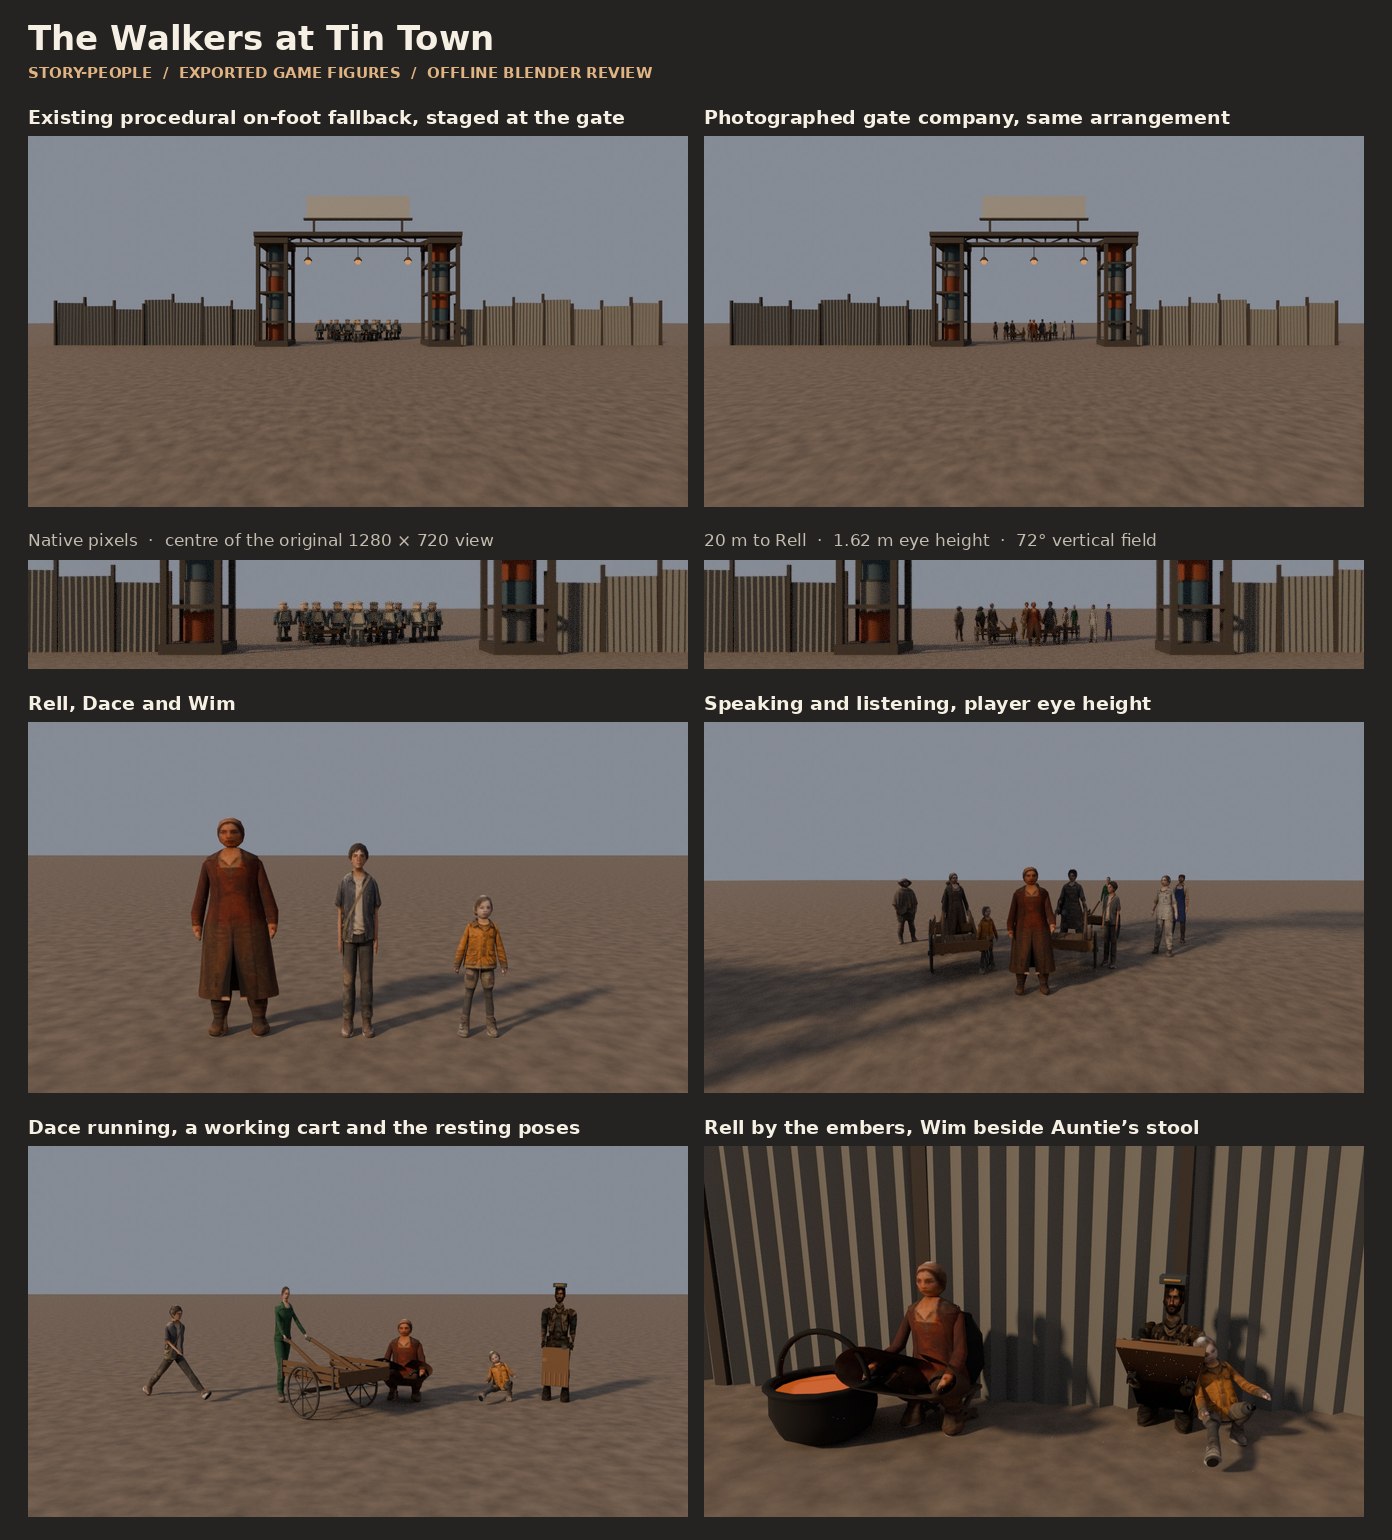 The Walkers at Tin Town
STORY-PEOPLE / EXPORTED GAME FIGURES / OFFLINE BLENDER REVIEW
Existing procedural on-foot fallback, staged at the gate
Photographed gate company, same arrangement
Native pixels · centre of the original 1280 × 720 view
20 m to Rell · 1.62 m eye height · 72° vertical field
Rell, Dace and Wim
Speaking and listening, player eye height
Dace running, a working cart and the resting poses
Rell by the embers, Wim beside Auntie’s stool